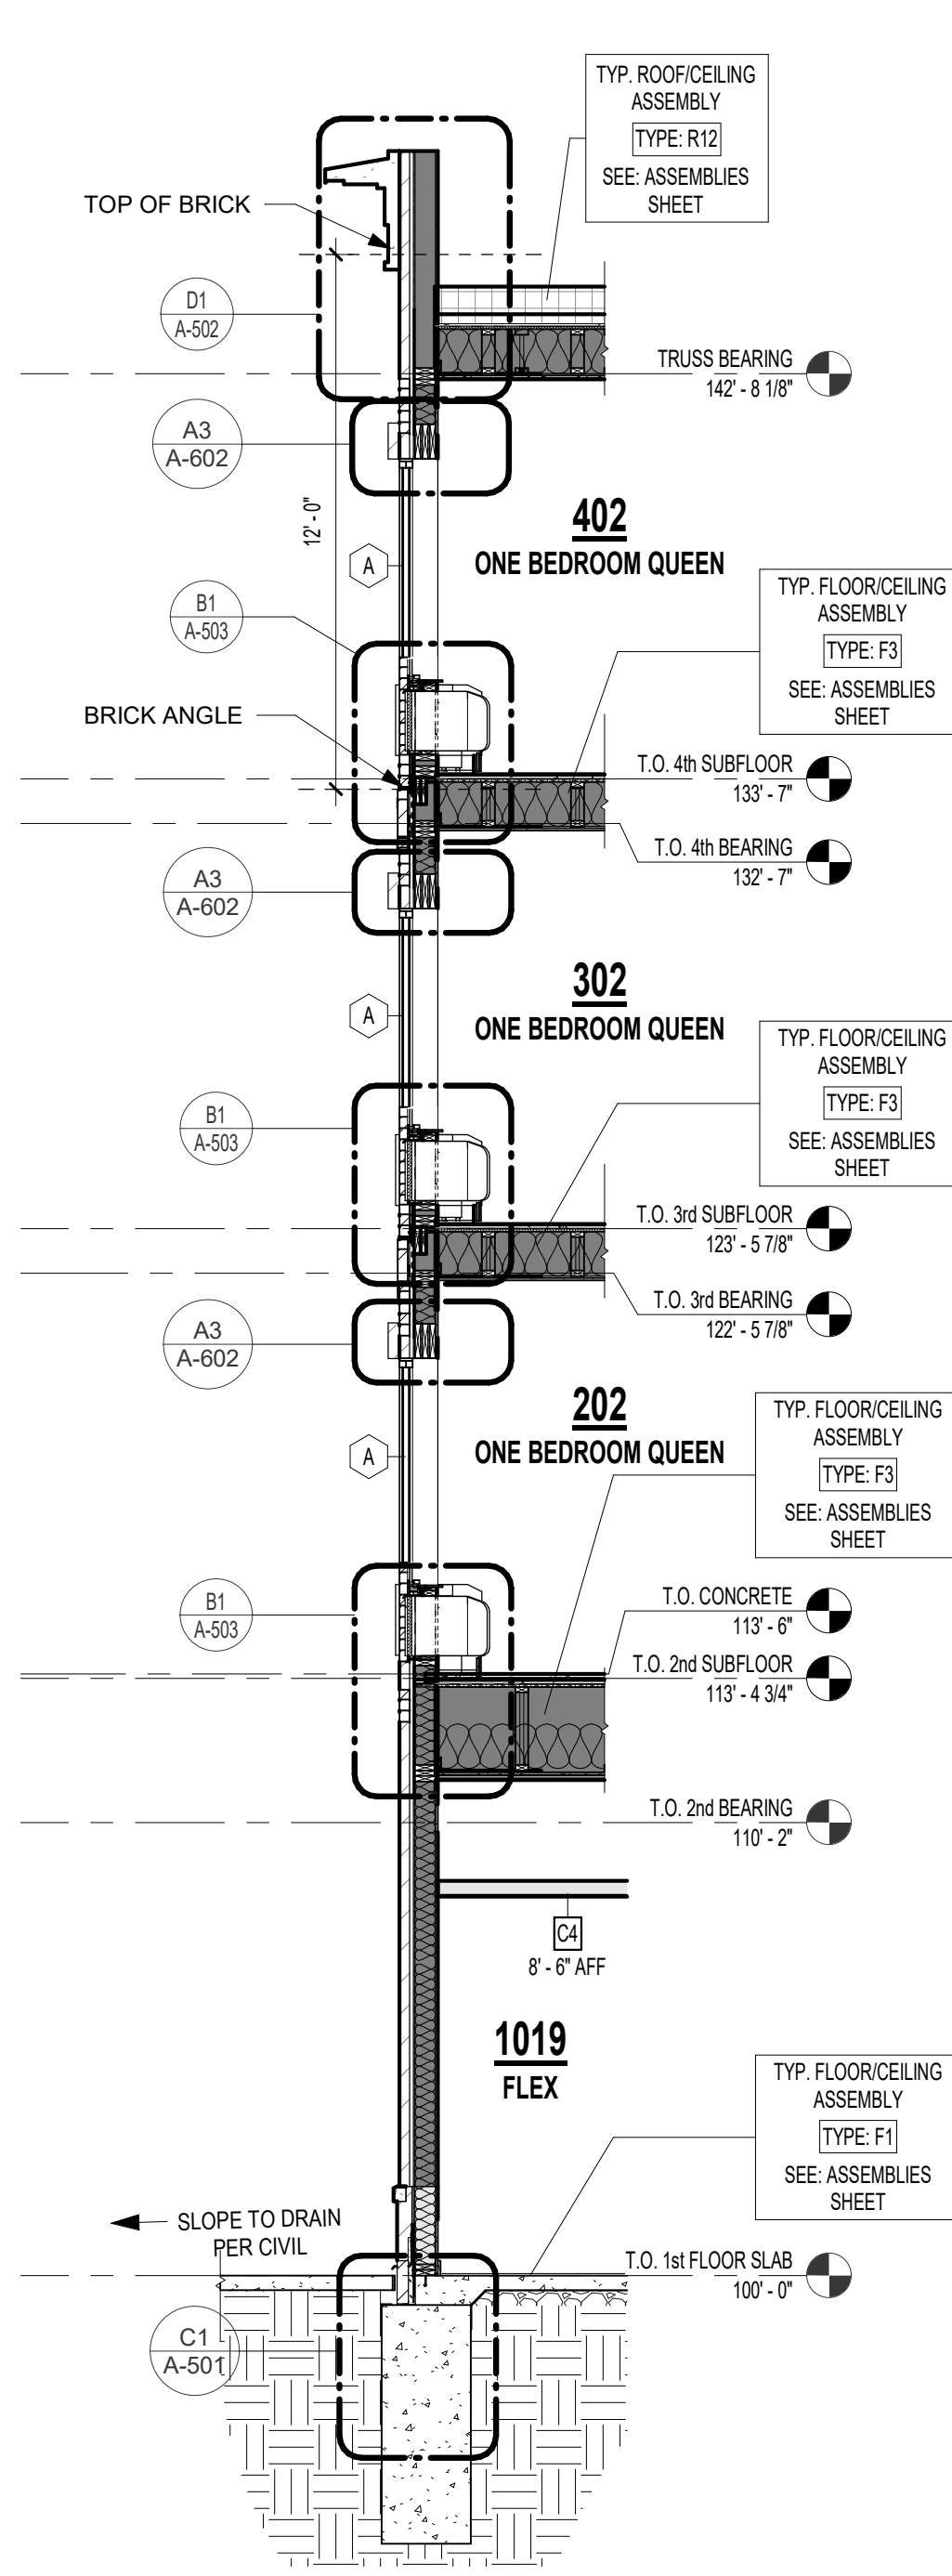 TYP. ROOF/CEILING
ASSEMBLY
TYPE: R12
SEE: ASSEMBLIES
SHEET
TOP OF BRICK
D1
A-502
TRUSS BEARING
142' - 8 1/8"
A3
A-602
12' - 0"
402
ONE BEDROOM QUEEN
A
TYP. FLOOR/CEILING
ASSEMBLY
TYPE: F3
SEE: ASSEMBLIES
SHEET
B1
A-503
BRICK ANGLE
T.O. 4th SUBFLOOR
133' - 7"
T.O. 4th BEARING
132' - 7"
A3
A-602
302
ONE BEDROOM QUEEN
A
TYP. FLOOR/CEILING
ASSEMBLY
TYPE: F3
SEE: ASSEMBLIES
SHEET
B1
A-503
T.O. 3rd SUBFLOOR
123' - 5 7/8"
T.O. 3rd BEARING
122' - 5 7/8"
A3
A-602
202
ONE BEDROOM QUEEN
A
TYP. FLOOR/CEILING
ASSEMBLY
TYPE: F3
SEE: ASSEMBLIES
SHEET
B1
A-503
T.O. CONCRETE
113' - 6"
T.O. 2nd SUBFLOOR
113' - 4 3/4"
T.O. 2nd BEARING
110' - 2"
C4
8' - 6" AFF
1019
FLEX
TYP. FLOOR/CEILING
ASSEMBLY
TYPE: F1
SEE: ASSEMBLIES
SHEET
SLOPE TO DRAIN
PER CIVIL
T.O. 1st FLOOR SLAB
100' - 0"
C1
A-501